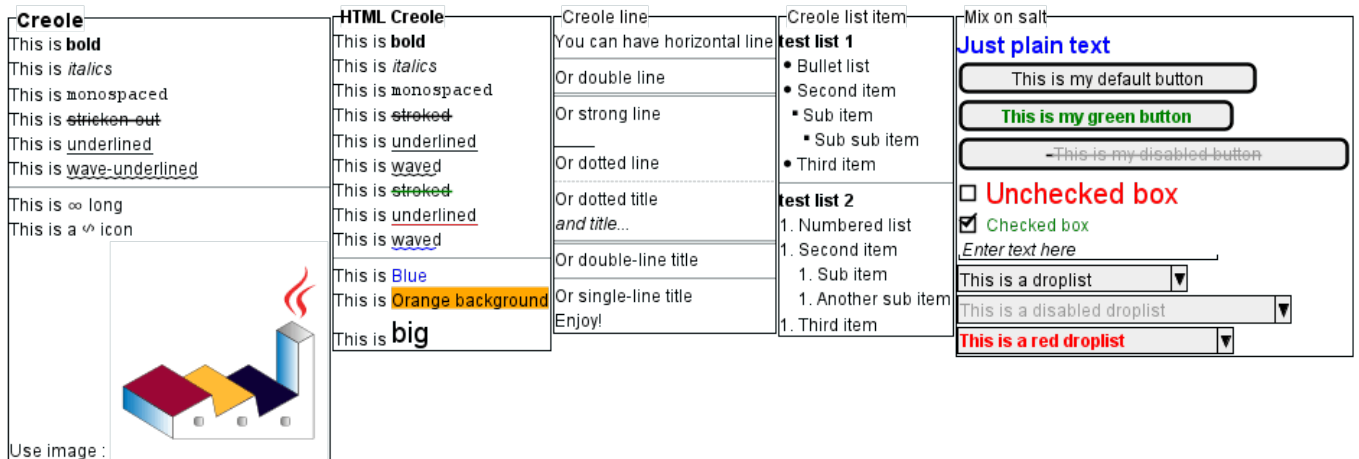 Creole
This is bold
This is italics
This is monospaced
This is stricken-out
This is underlined
This is wave-underlined
This is ∞ long
This is a icon
Use image :
HTML Creole
This is bold
This is italics
This is monospaced
This is stroked
This is underlined
This is waved
This is stroked
This is underlined
This is waved
This is Blue
This is Orange background
This is big
Creole line
You can have horizontal line
Or double line
Or strong line
Or dotted line
Or dotted title
and title...
Or double-line title
Or single-line title
Enjoy!
Creole list item
test list 1
• Bullet list
• Second item
▪ Sub item
▪ Sub sub item
• Third item
test list 2
1. Numbered list
1. Second item
1. Sub item
1. Another sub item
1. Third item
Mix on salt
Just plain text
This is my default button
This is my green button
-This is my disabled button
Unchecked box
Checked box
Enter text here
This is a droplist
This is a disabled droplist
This is a red droplist